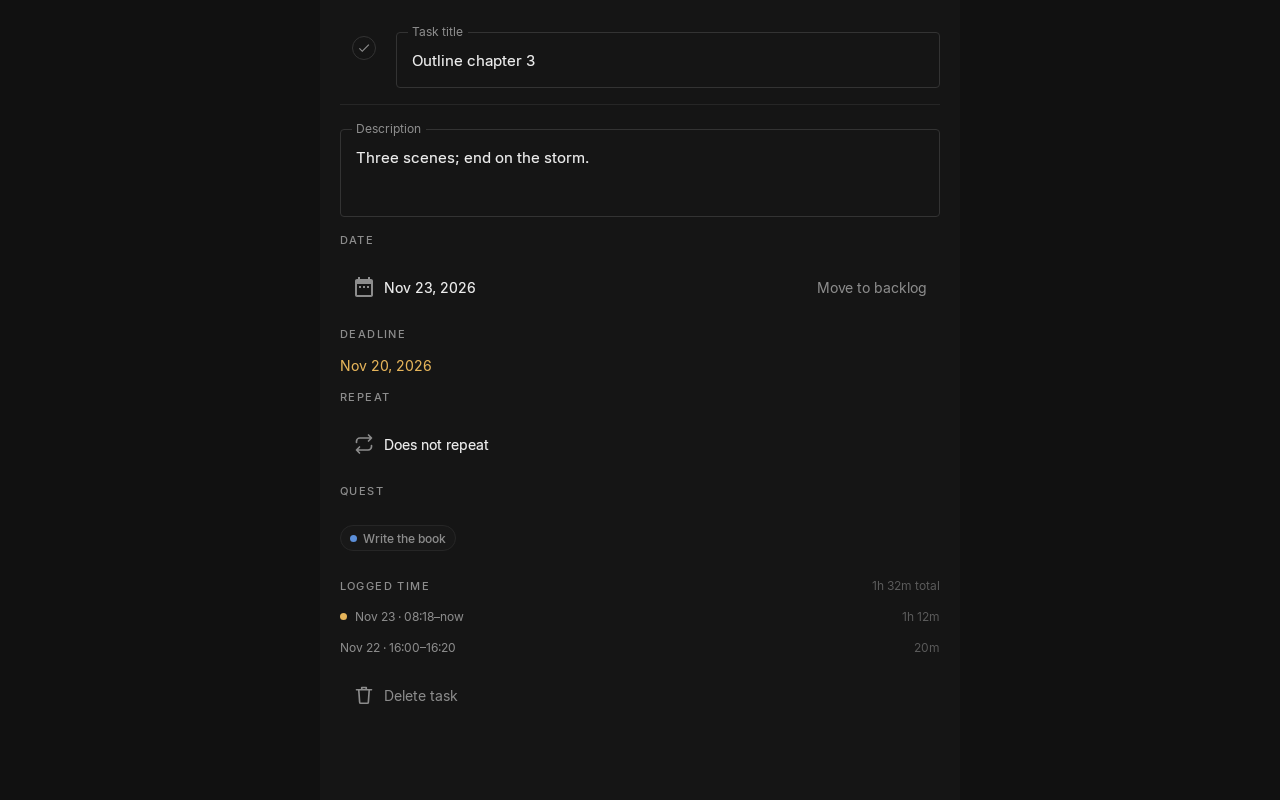 Task title
Outline chapter 3
Description
Three scenes; end on the storm.
DATE
Nov 23, 2026 Move to backlog
DEADLINE
Nov 20, 2026
REPEAT
Does not repeat
QUEST
Write the book
LOGGED TIME 1h 32m total
Nov 23 · 08:18–now 1h 12m
Nov 22 · 16:00–16:20 20m
Delete task